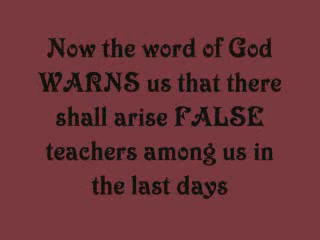 Now the word of God
WARNS us that there
shall arise FALSE
teachers among us in
the last days